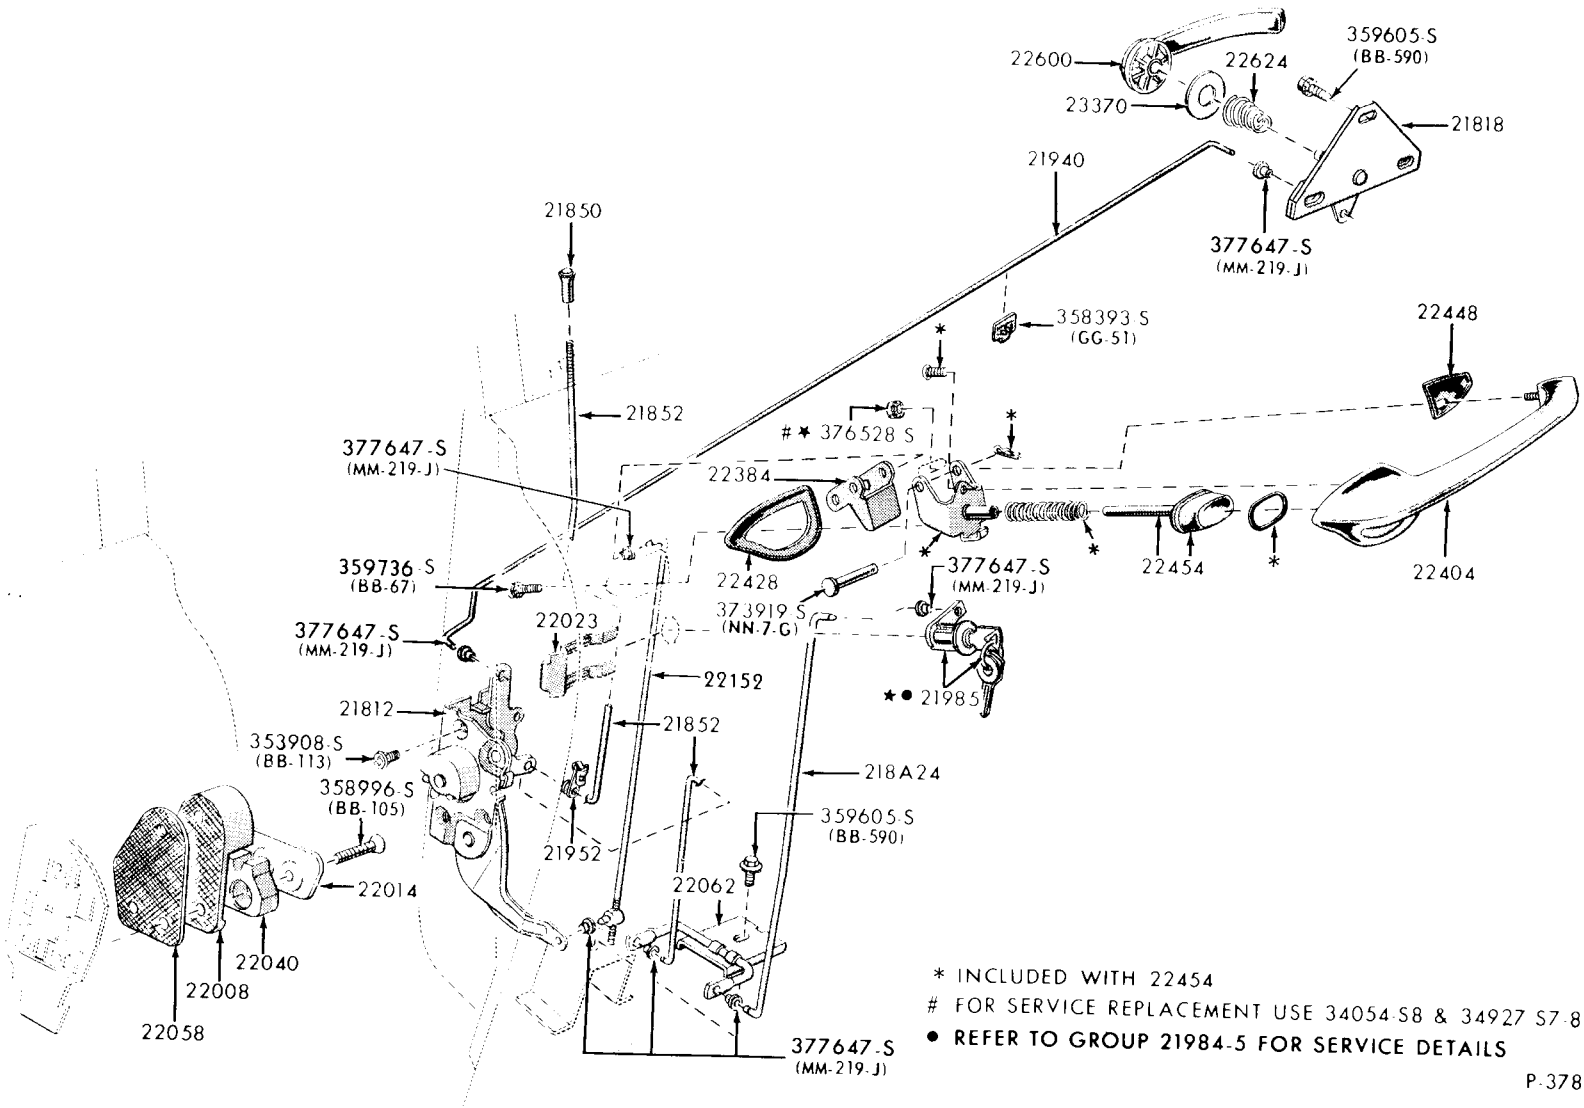 359605-S
(BB-590)
22600
22624
23370
21818
21940
21850
377647-S
(MM-219-J)
358393-S
(GG-51)
22448
*
21852
# ★ 376528 S
*
377647-S
(MM-219-J)
22384
359736-S
(BB-67)
22428
*
*
22454
*
22404
377647-S
(MM-219-J)
373919-S
(NN-7-G)
22023
377647-S
(MM-219-J)
22152
★ ● 21985
21812
21852
353908-S
(BB-113)
218A24
358996-S
(BB-105)
359605-S
(BB-590)
21952
22014
22062
22040
22008
22058
377647-S
(MM-219-J)
* INCLUDED WITH 22454
# FOR SERVICE REPLACEMENT USE 34054-S8 & 34927 S7-8
● REFER TO GROUP 21984-5 FOR SERVICE DETAILS
P-378